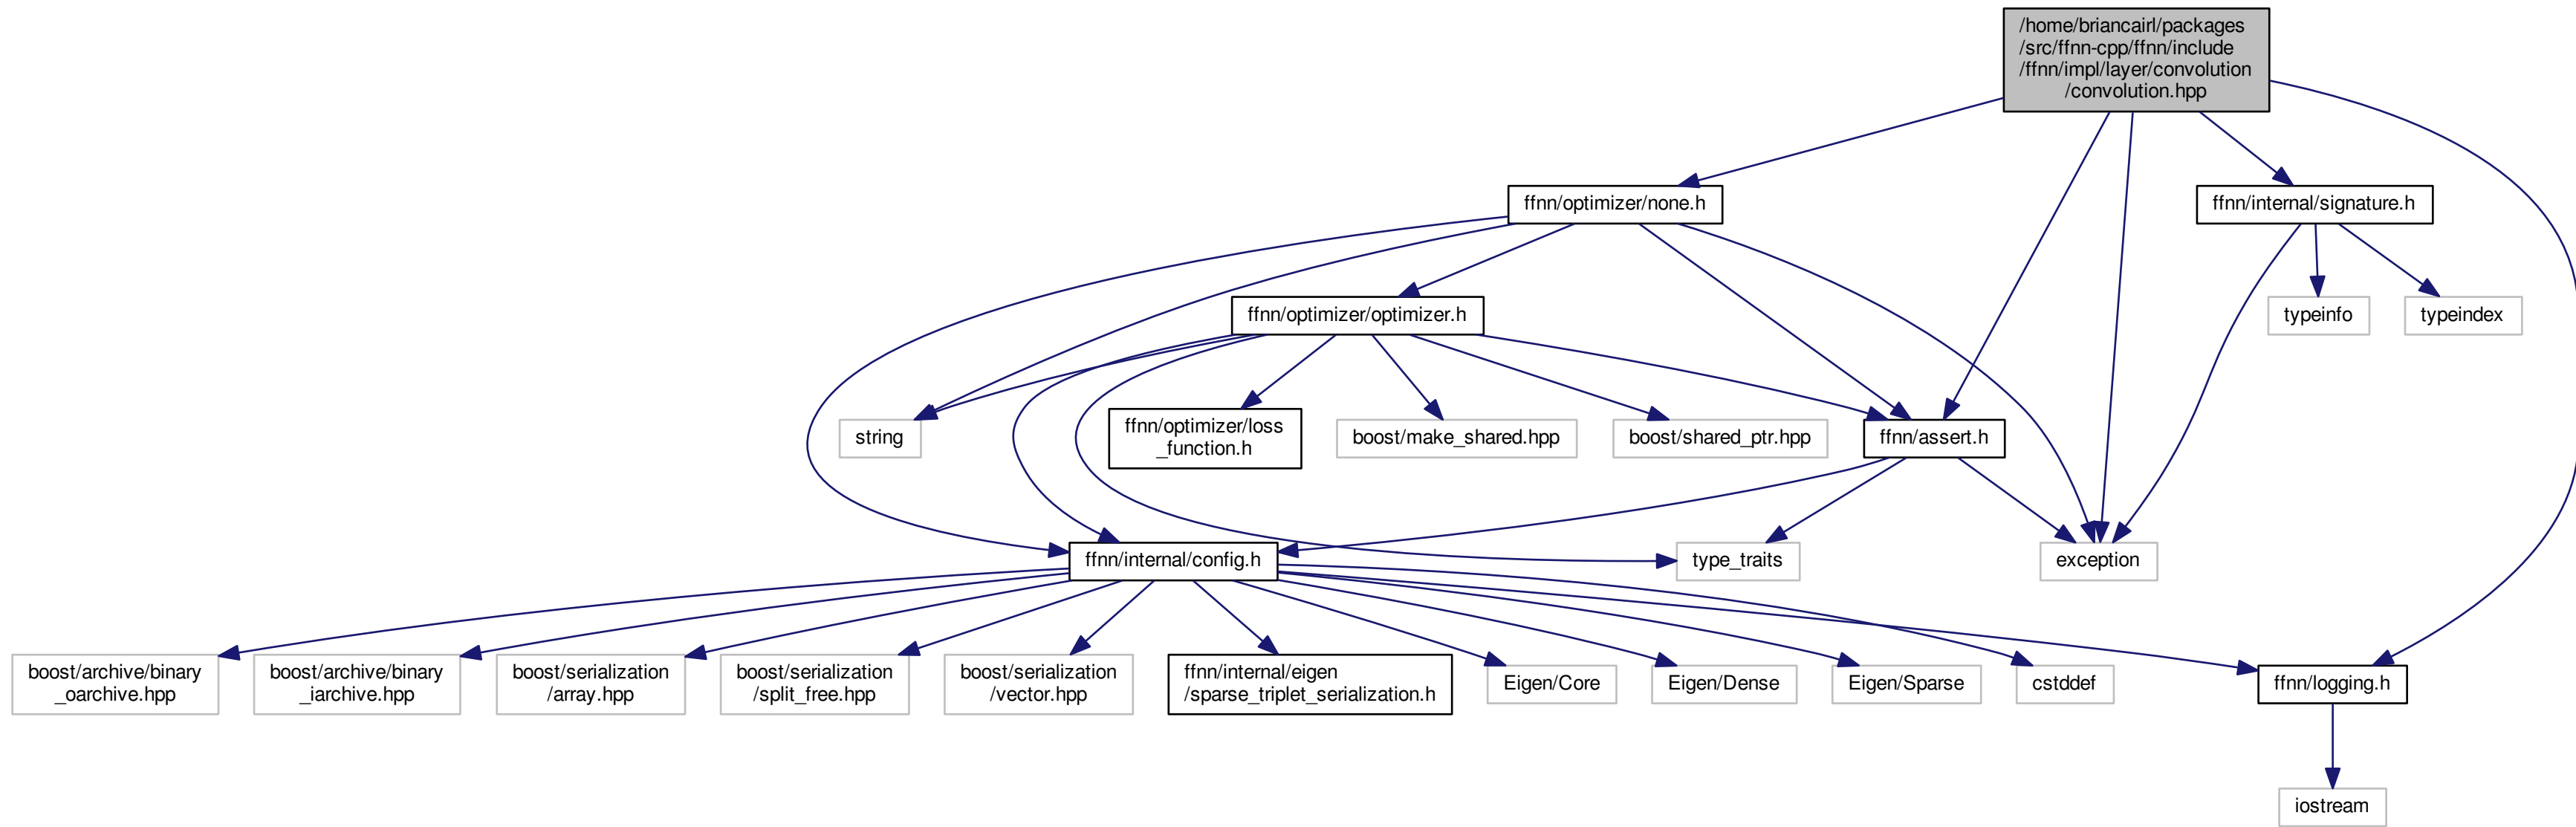 /home/briancairl/packages
/src/ffnn-cpp/ffnn/include
/ffnn/impl/layer/convolution
/convolution.hpp
ffnn/optimizer/none.h
ffnn/internal/signature.h
ffnn/optimizer/optimizer.h
typeinfo
typeindex
string
ffnn/optimizer/loss
_function.h
boost/make_shared.hpp
boost/shared_ptr.hpp
ffnn/assert.h
ffnn/internal/config.h
type_traits
exception
boost/archive/binary
_oarchive.hpp
boost/archive/binary
_iarchive.hpp
boost/serialization
/array.hpp
boost/serialization
/split_free.hpp
boost/serialization
/vector.hpp
ffnn/internal/eigen
/sparse_triplet_serialization.h
Eigen/Core
Eigen/Dense
Eigen/Sparse
cstddef
ffnn/logging.h
iostream